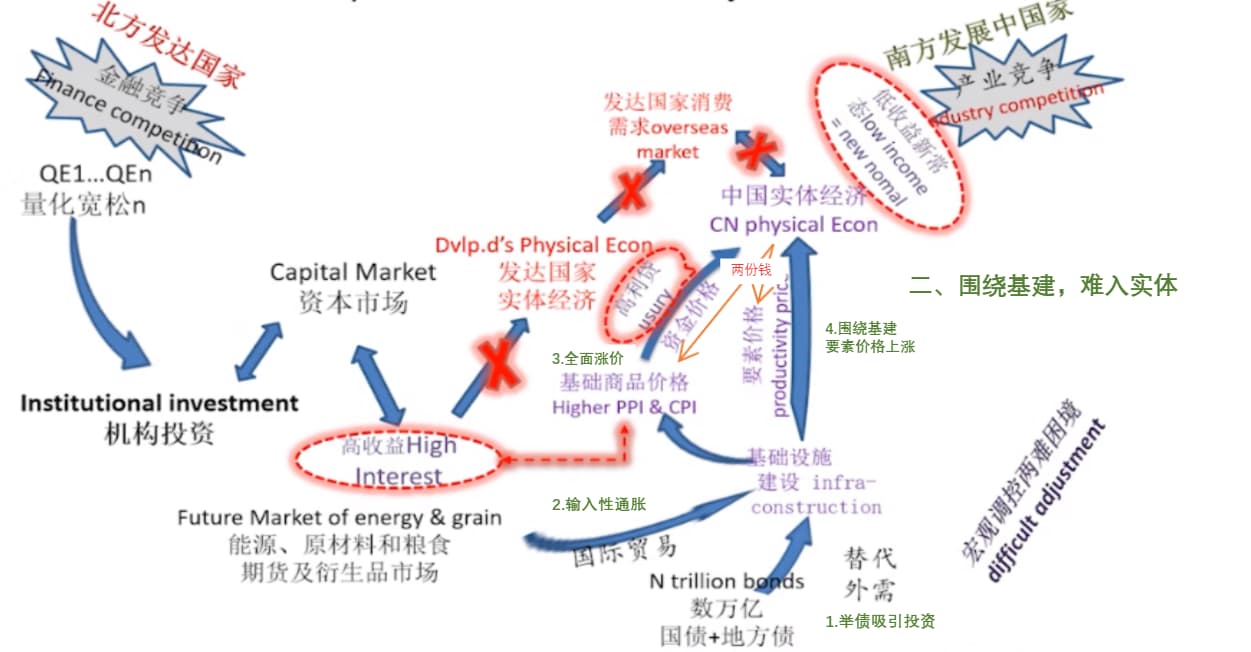 北方发达国家
金融竞争
Finance competition
QE1...QEn
量化宽松n
Capital Market
资本市场
Institutional investment
机构投资
高收益High
Interest
Future Market of energy & grain
能源、原材料和粮食
期货及衍生品市场
Dvlp.d's Physical Econ
发达国家
实体经济
发达国家消费
需求overseas
market
南方发展中国家
产业竞争
dustry competition
低收益新常
态low income
= new nomal
中国实体经济
CN physical Econ
两份钱
高利贷
usury
资金价格
要素价格
productivity pric..
二、围绕基建，难入实体
4.围绕基建
要素价格上涨
3.全面涨价
基础商品价格
Higher PPI & CPI
基础设施
建设 infra-
construction
2.输入性通胀
国际贸易
N trillion bonds
数万亿
国债+地方债
替代
外需
1.举债吸引投资
宏观调控两难困境
difficult adjustment